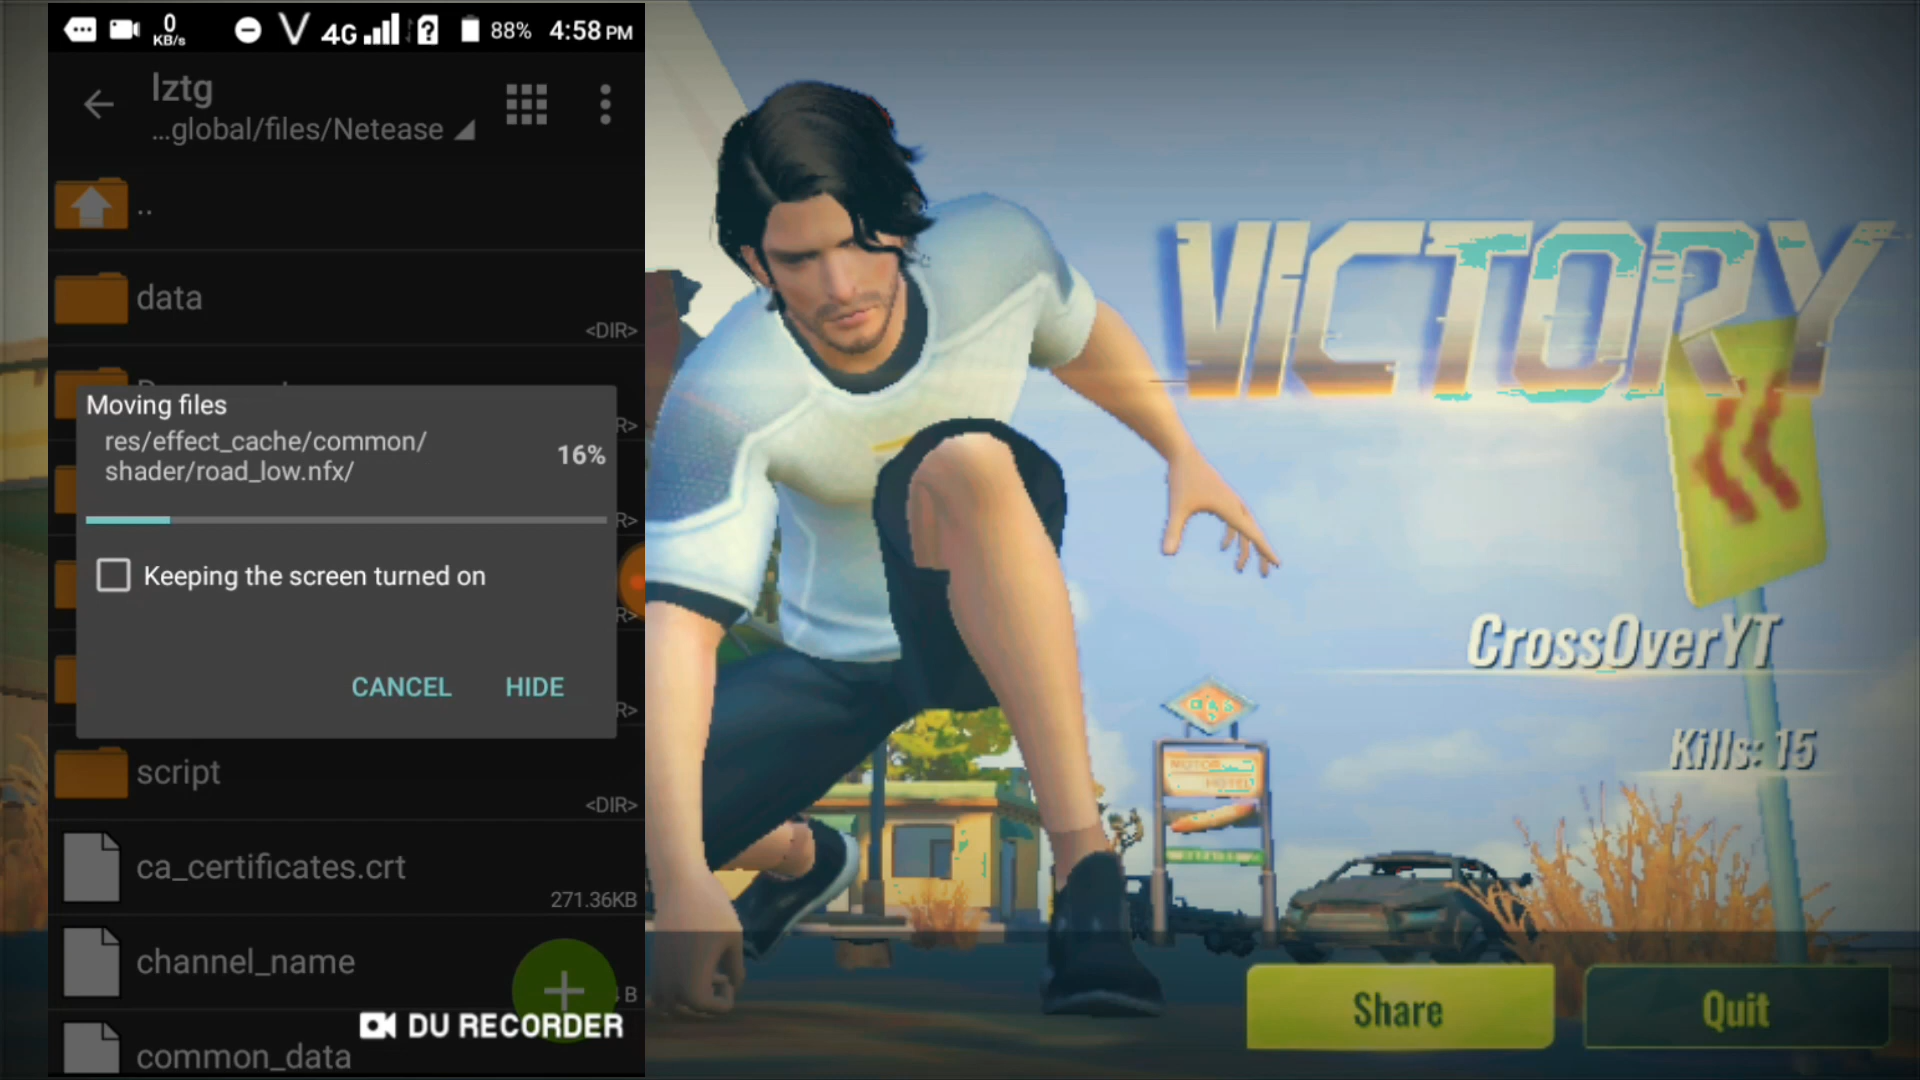 0
KB/s
4G
88%
4:58 PM
lztg
...global/files/Netease
..
data
<DIR>
Moving files
res/effect_cache/common/
shader/road_low.nfx/
16%
Keeping the screen turned on
CANCEL
HIDE
script
<DIR>
ca_certificates.crt
271.36KB
channel_name
B
DU RECORDER
common_data
VICTORY
CrossOverYT
Kills: 15
MOTOR
HOTEL
Share
Quit